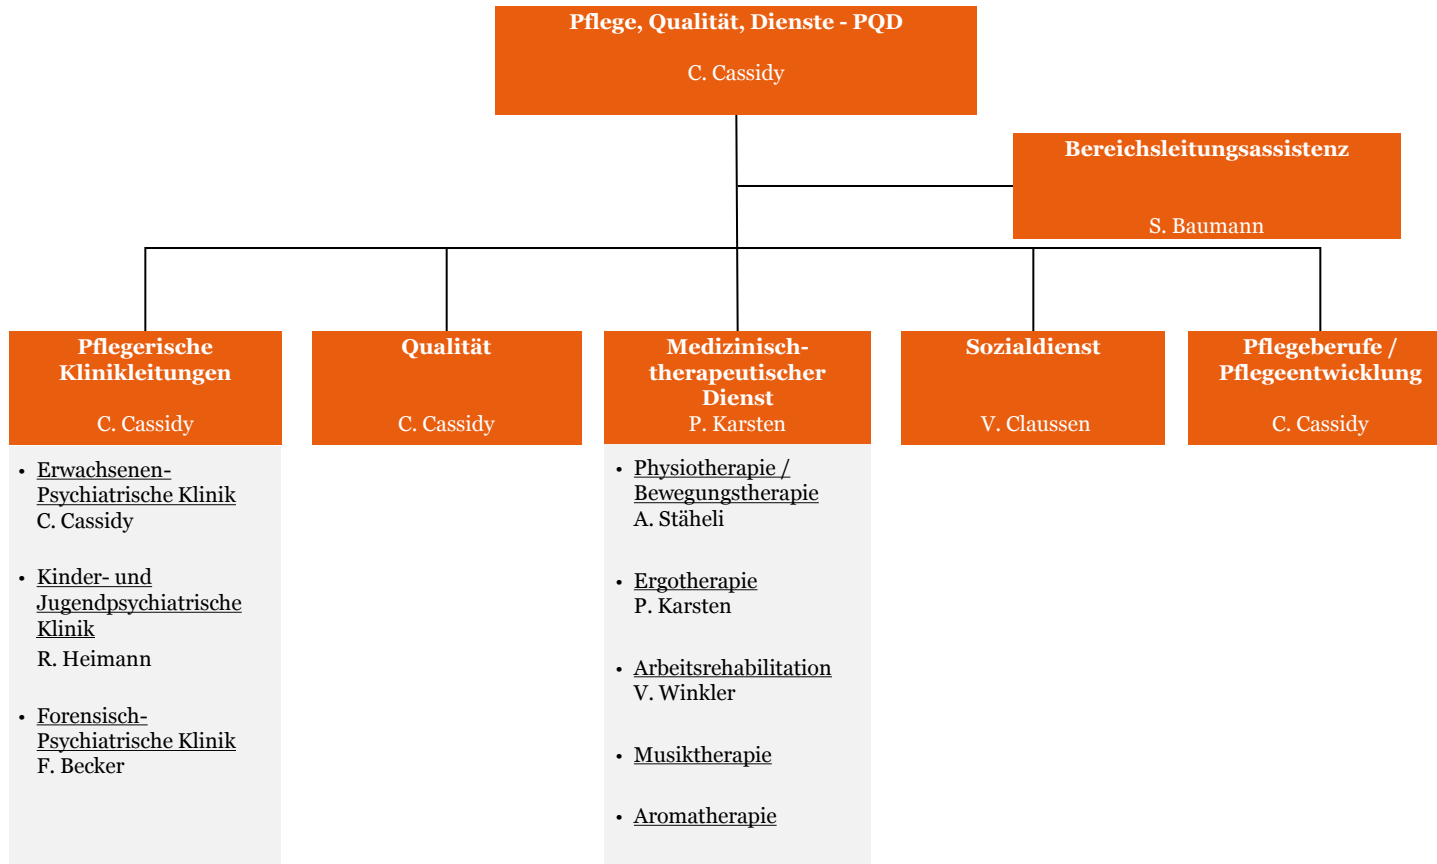 Pflege, Qualität, Dienste - PQD
C. Cassidy
Bereichsleitungsassistenz
S. Baumann
Pflegerische
Klinikleitungen
C. Cassidy
Qualität
C. Cassidy
Medizinisch-
therapeutischer
Dienst
P. Karsten
Sozialdienst
V. Claussen
Pflegeberufe /
Pflegeentwicklung
C. Cassidy
• Erwachsenen-
Psychiatrische Klinik
C. Cassidy
• Kinder- und
Jugendpsychiatrische
Klinik
R. Heimann
• Forensisch-
Psychiatrische Klinik
F. Becker
• Physiotherapie /
Bewegungstherapie
A. Stäheli
• Ergotherapie
P. Karsten
• Arbeitsrehabilitation
V. Winkler
• Musiktherapie
• Aromatherapie